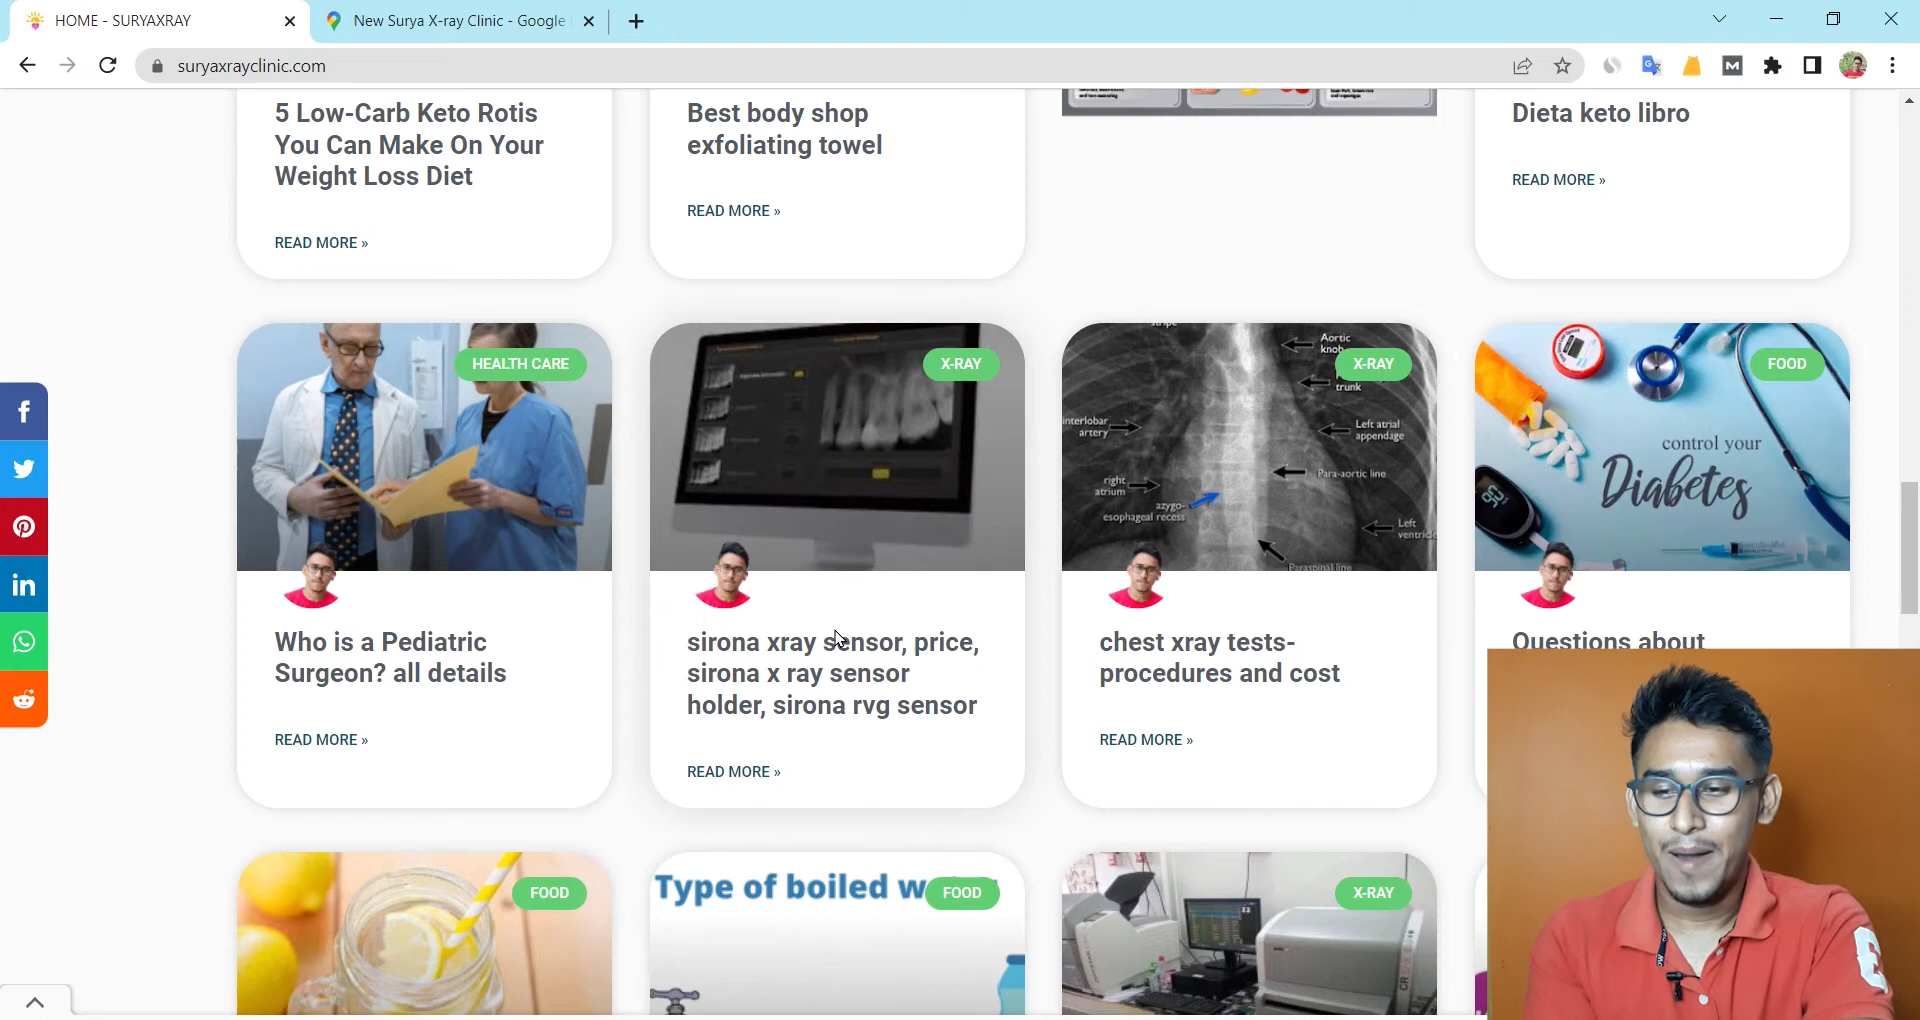 HOME - SURYAXRAY
New Surya X-ray Clinic - Google
suryaxrayclinic.com
5 Low-Carb Keto Rotis
You Can Make On Your
Weight Loss Diet
READ MORE »
Best body shop
exfoliating towel
READ MORE »
Dieta keto libro
READ MORE »
HEALTH CARE
Who is a Pediatric
Surgeon? all details
READ MORE »
X-RAY
sirona xray sensor, price,
sirona x ray sensor
holder, sirona rvg sensor
READ MORE »
X-RAY
Aortic
knob
trunk
interlobar
artery
Left atrial
appendage
Para-aortic line
right
atrium
azygo-
esophageal recess
Left
ventricle
Paraspinal line
chest xray tests-
procedures and cost
READ MORE »
FOOD
control your
Diabetes
Questions about
FOOD
Type of boiled
FOOD
X-RAY